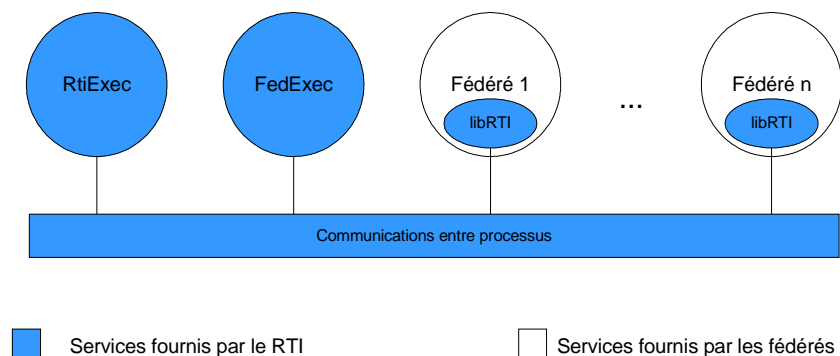 RtiExec FedExec Fédéré 1 ... Fédéré n
libRTI libRTI
Communications entre processus
Services fournis par le RTI Services fournis par les fédérés